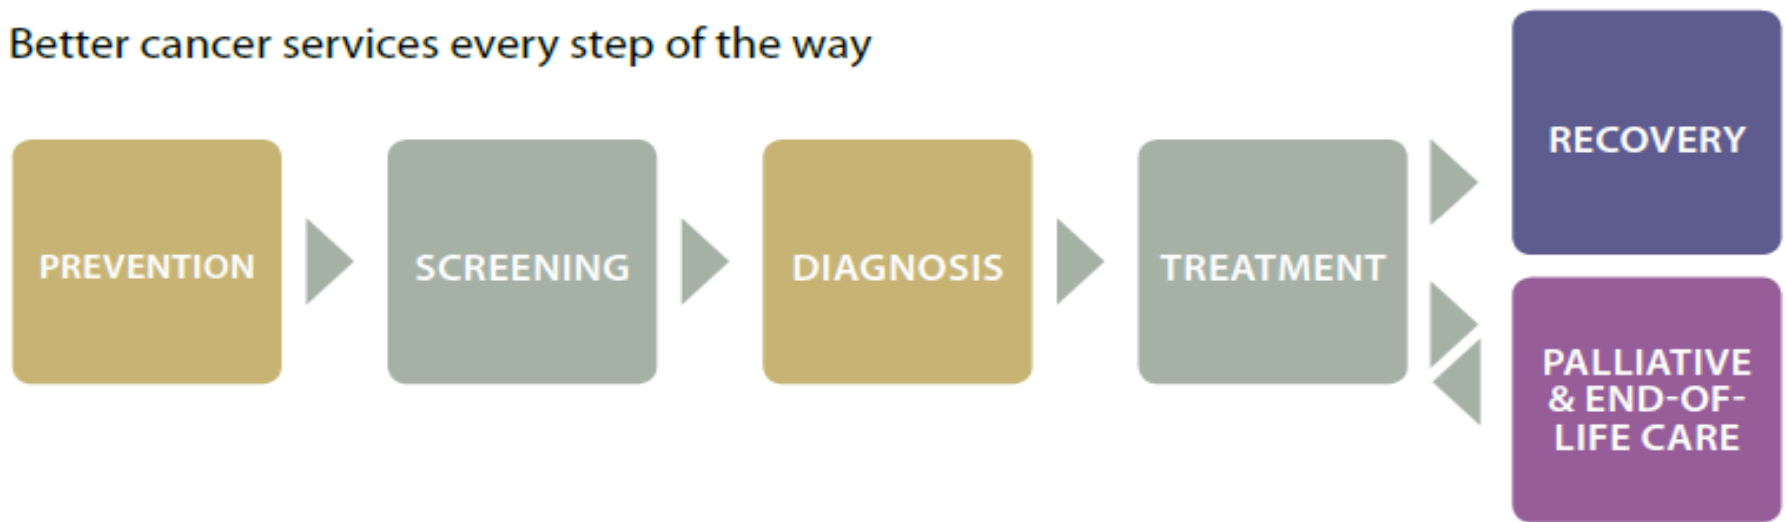 Better cancer services every step of the way
PREVENTION
SCREENING
DIAGNOSIS
TREATMENT
RECOVERY
PALLIATIVE
& END-OF-
LIFE CARE